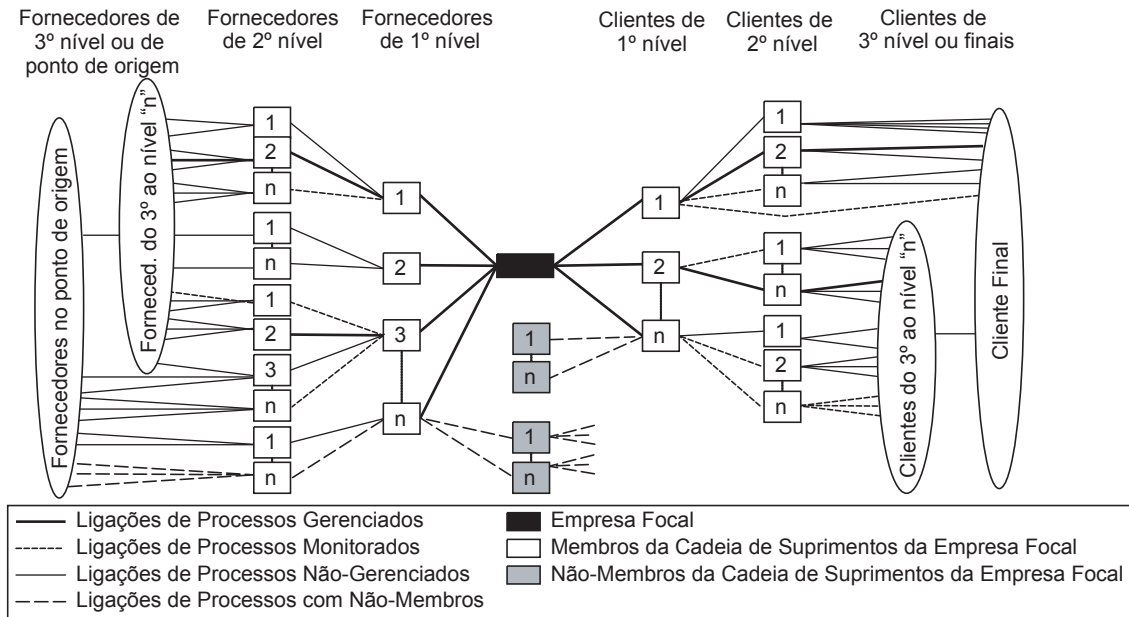 Fornecedores de
3º nível ou de
ponto de origem
Fornecedores
de 2º nível
Fornecedores
de 1º nível
Clientes de
1º nível
Clientes de
2º nível
Clientes de
3º nível ou finais
Fornecedores no ponto de origem
Forneced. do 3º ao nível “n”
1
2
n
1
n
1
2
3
n
1
n
1
2
3
n
1
n
1
n
1
2
n
1
2
n
1
n
1
2
n
Clientes do 3º ao nível “n”
Cliente Final
Ligações de Processos Gerenciados
Ligações de Processos Monitorados
Ligações de Processos Não-Gerenciados
Ligações de Processos com Não-Membros
Empresa Focal
Membros da Cadeia de Suprimentos da Empresa Focal
Não-Membros da Cadeia de Suprimentos da Empresa Focal